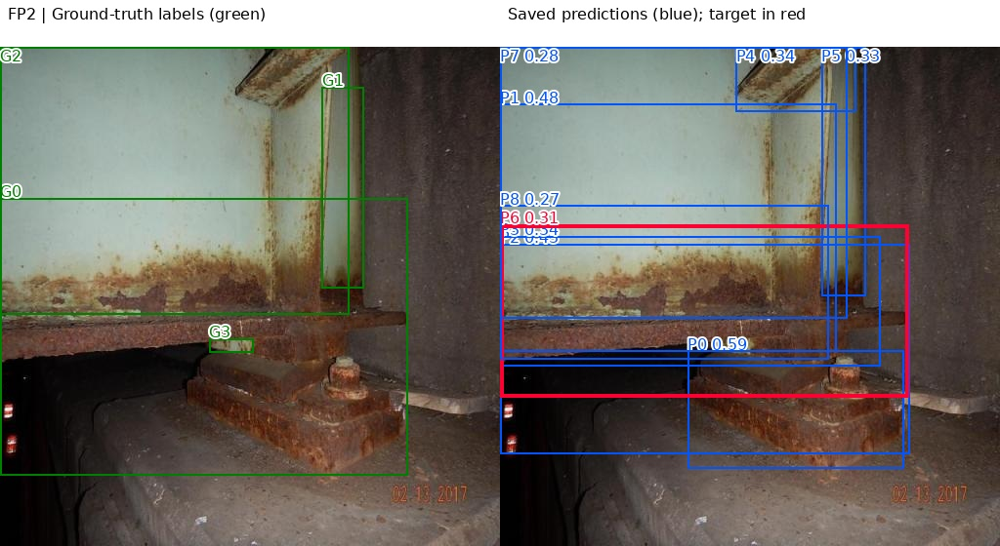 FP2 | Ground-truth labels (green)
Saved predictions (blue); target in red
G2
G1
G0
G3
02.13.2017
P7 0.28
P4 0.34
P5 0.33
P1 0.48
P8 0.27
P6 0.31
P0 0.59
02.13.2017